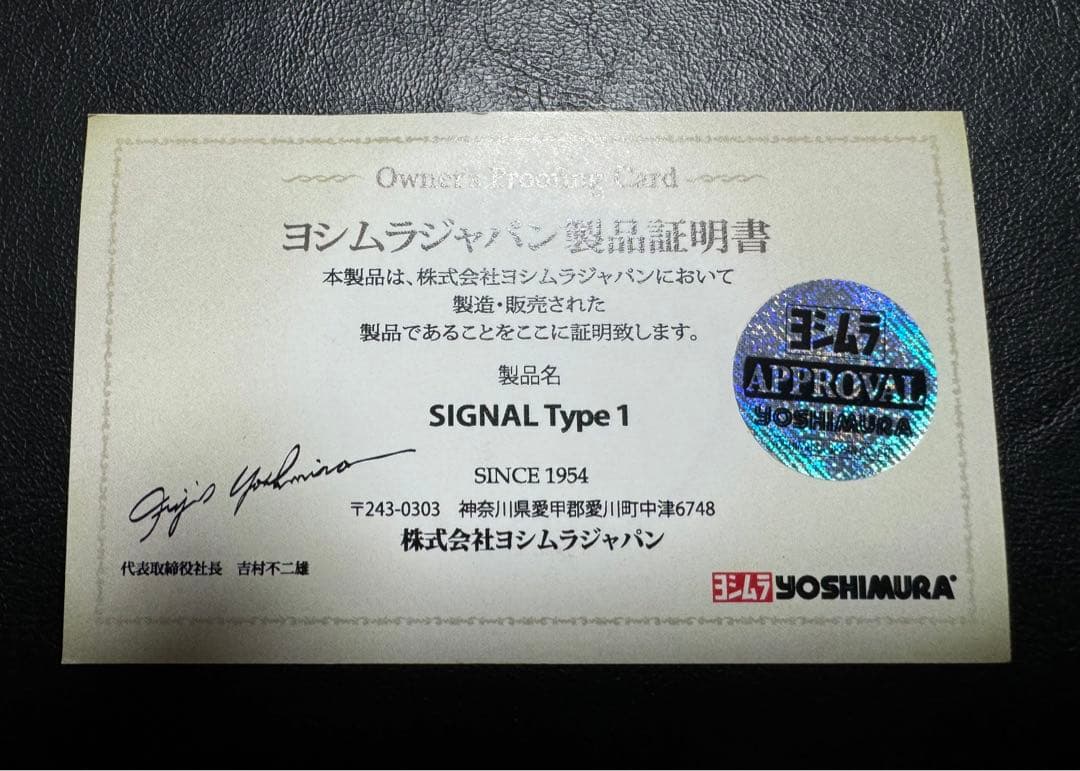 Owner's Proofing Card
ヨシムラジャパン製品証明書
本製品は、株式会社ヨシムラジャパンにおいて
製造・販売された
製品であることをここに証明致します。
製品名
SIGNAL Type 1
ヨシムラ
APPROVAL
YOSHIMURA
Fujio Yoshimura
SINCE 1954
〒243-0303 神奈川県愛甲郡愛川町中津6748
株式会社ヨシムラジャパン
代表取締役社長 吉村不二雄
ヨシムラ YOSHIMURA